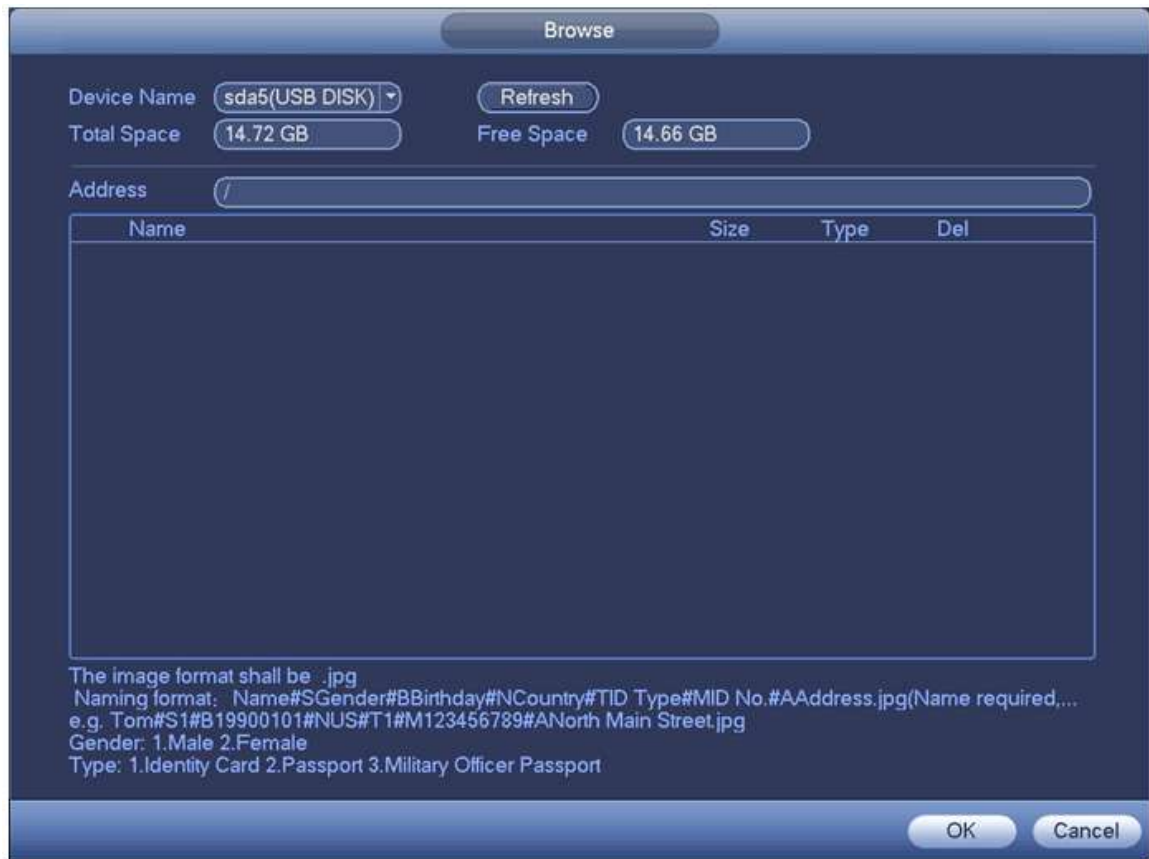 Browse
Device Name sda5(USB DISK) Refresh
Total Space 14.72 GB Free Space 14.66 GB
Address /
Name Size Type Del
The image format shall be .jpg
Naming format: Name#SGender#BBirthday#NCountry#TID Type#MID No.#AAddress.jpg(Name required,...
e.g. Tom#S1#B19900101#NUS#T1#M123456789#ANorth Main Street.jpg
Gender: 1.Male 2.Female
Type: 1.Identity Card 2.Passport 3.Military Officer Passport
OK Cancel